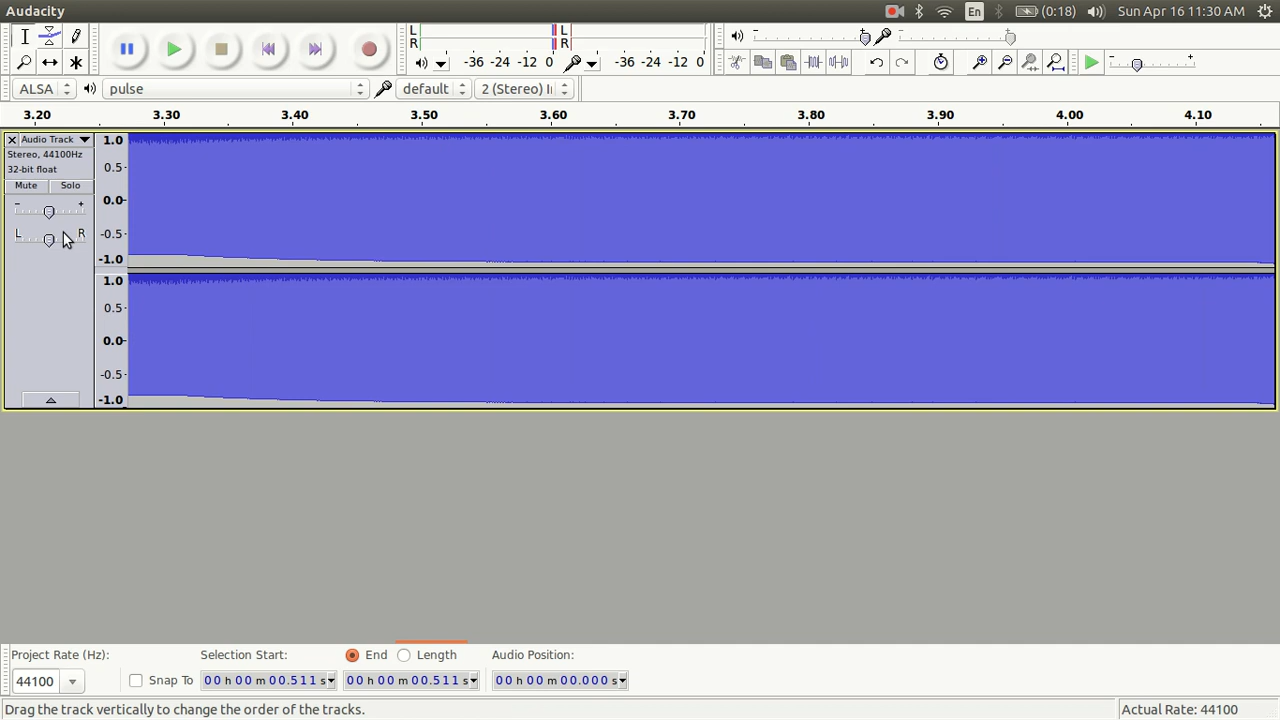 Audacity
En
(0:18)
Sun Apr 16 11:30 AM
L
R
-36 -24 -12 0
L
R
-36 -24 -12 0
ALSA
pulse
default
2 (Stereo) I
3.20 3.30 3.40 3.50 3.60 3.70 3.80 3.90 4.00 4.10
Audio Track
Stereo, 44100Hz
32-bit float
Mute Solo
- +
L R
1.0
0.5
0.0
-0.5
-1.0
1.0
0.5
0.0
-0.5
-1.0
Project Rate (Hz):
Selection Start:
End
Length
Audio Position:
44100
Snap To
00 h 00 m 00.511 s
00 h 00 m 00.511 s
00 h 00 m 00.000 s
Drag the track vertically to change the order of the tracks.
Actual Rate: 44100